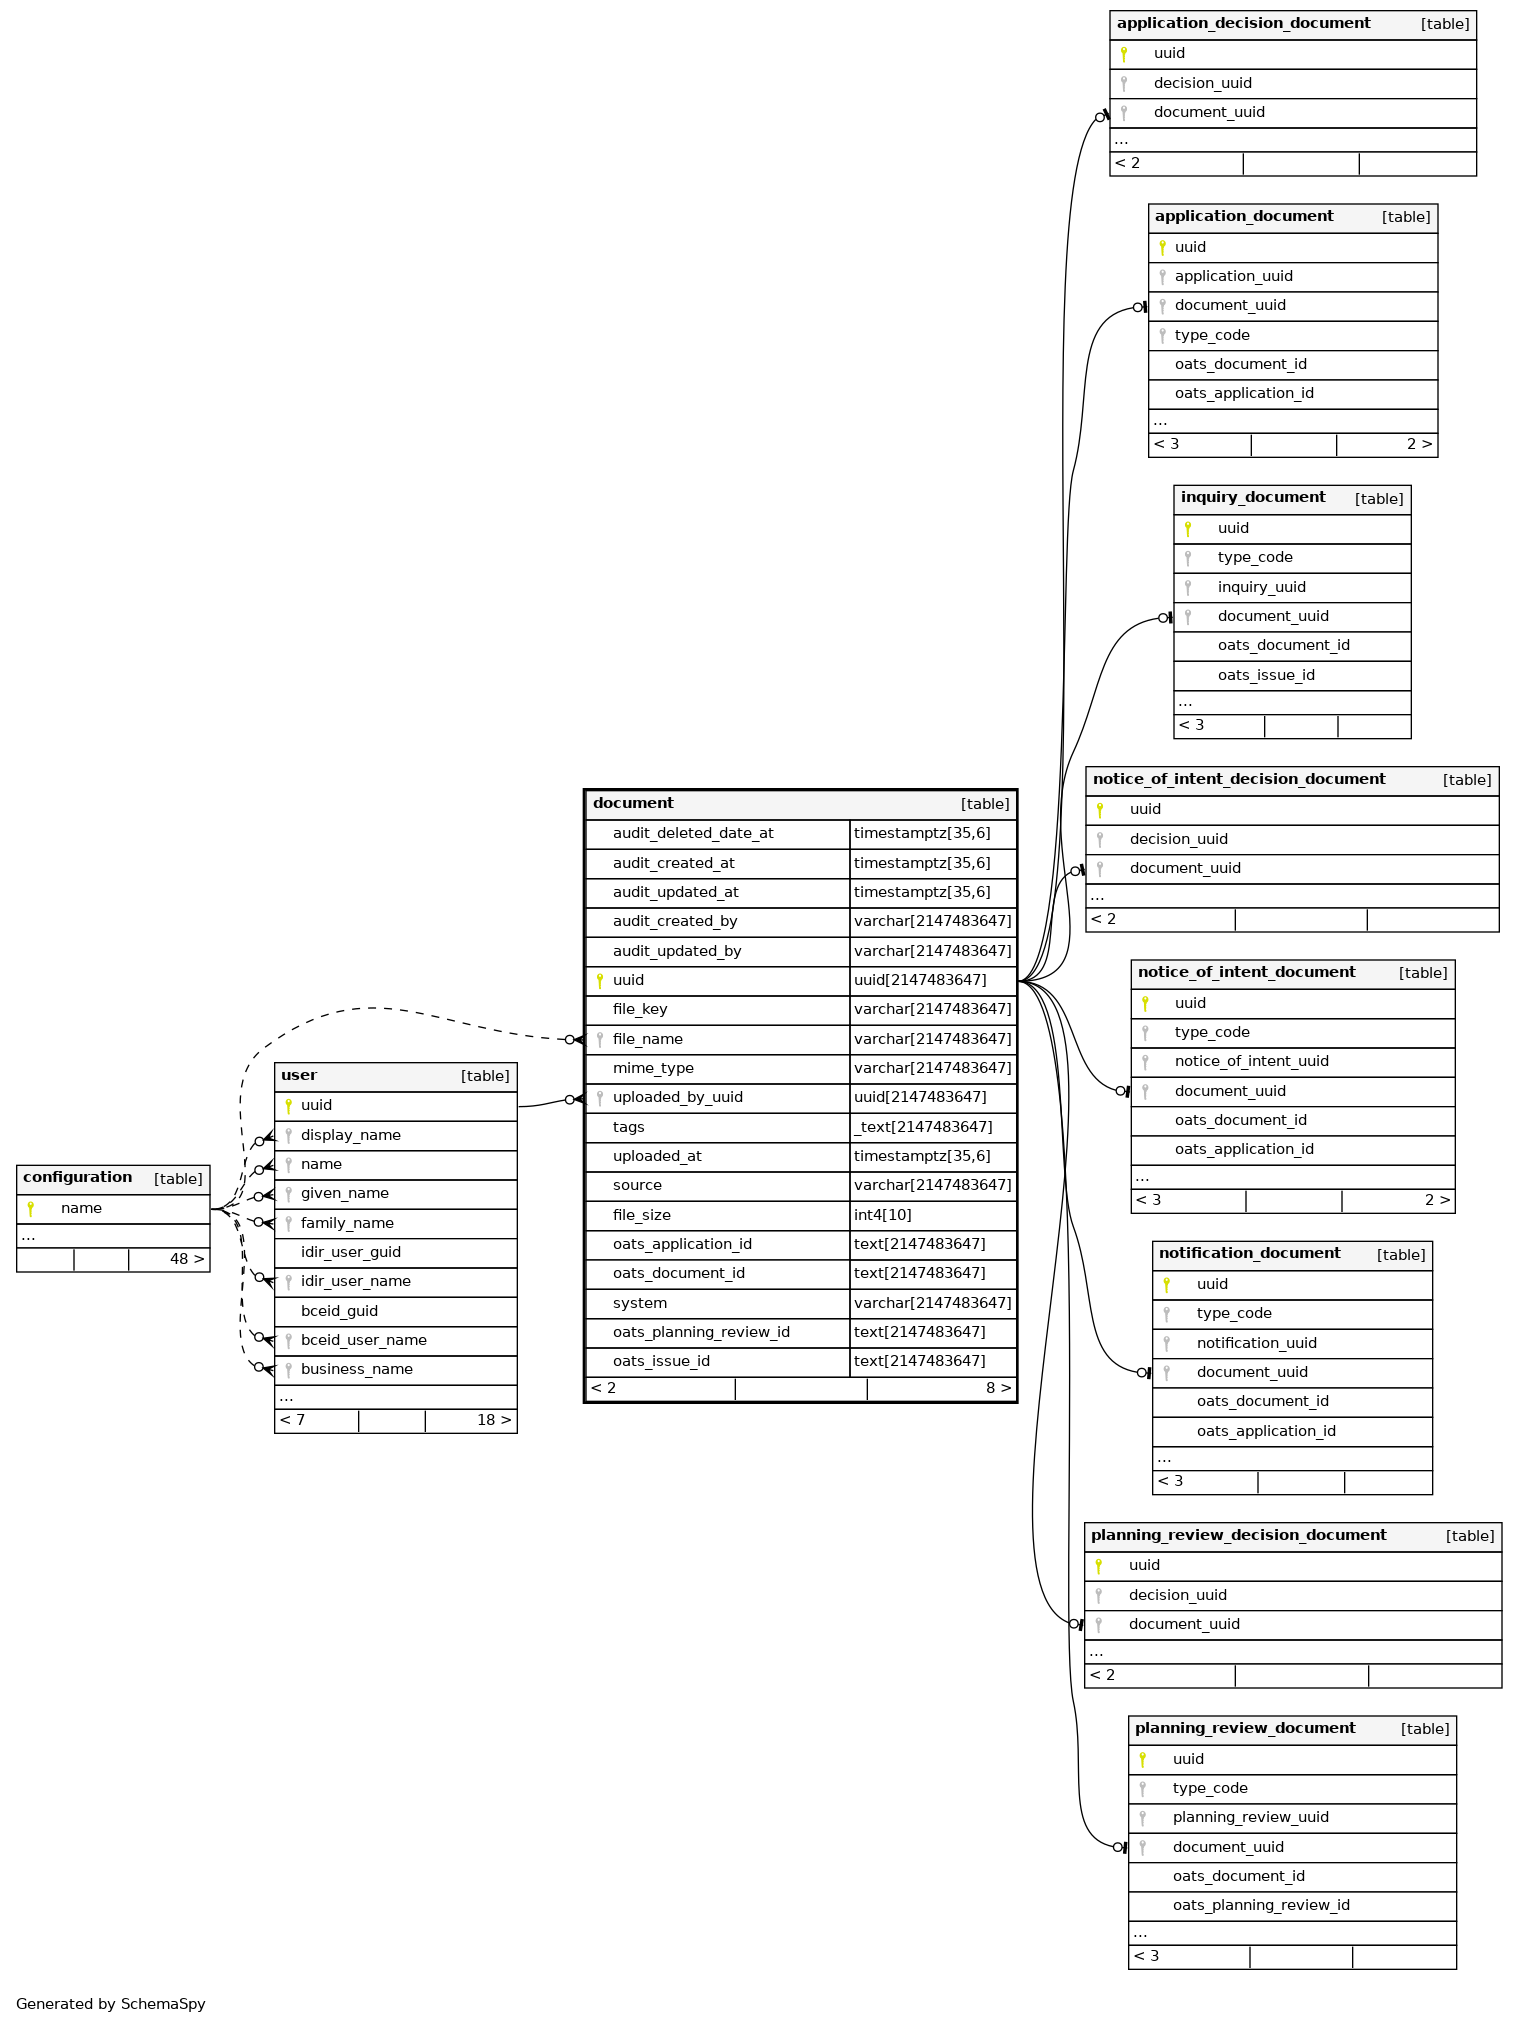 application_decision_document [table]
uuid
decision_uuid
document_uuid
...
< 2
application_document [table]
uuid
application_uuid
document_uuid
type_code
oats_document_id
oats_application_id
...
< 3 2 >
inquiry_document [table]
uuid
type_code
inquiry_uuid
document_uuid
oats_document_id
oats_issue_id
...
< 3
notice_of_intent_decision_document [table]
uuid
decision_uuid
document_uuid
...
< 2
notice_of_intent_document [table]
uuid
type_code
notice_of_intent_uuid
document_uuid
oats_document_id
oats_application_id
...
< 3 2 >
notification_document [table]
uuid
type_code
notification_uuid
document_uuid
oats_document_id
oats_application_id
...
< 3
planning_review_decision_document [table]
uuid
decision_uuid
document_uuid
...
< 2
planning_review_document [table]
uuid
type_code
planning_review_uuid
document_uuid
oats_document_id
oats_planning_review_id
...
< 3
document [table]
audit_deleted_date_at timestamptz[35,6]
audit_created_at timestamptz[35,6]
audit_updated_at timestamptz[35,6]
audit_created_by varchar[2147483647]
audit_updated_by varchar[2147483647]
uuid uuid[2147483647]
file_key varchar[2147483647]
file_name varchar[2147483647]
mime_type varchar[2147483647]
uploaded_by_uuid uuid[2147483647]
tags _text[2147483647]
uploaded_at timestamptz[35,6]
source varchar[2147483647]
file_size int4[10]
oats_application_id text[2147483647]
oats_document_id text[2147483647]
system varchar[2147483647]
oats_planning_review_id text[2147483647]
oats_issue_id text[2147483647]
< 2 8 >
user [table]
uuid
display_name
name
given_name
family_name
idir_user_guid
idir_user_name
bceid_guid
bceid_user_name
business_name
...
< 7 18 >
configuration [table]
name
...
48 >
Generated by SchemaSpy